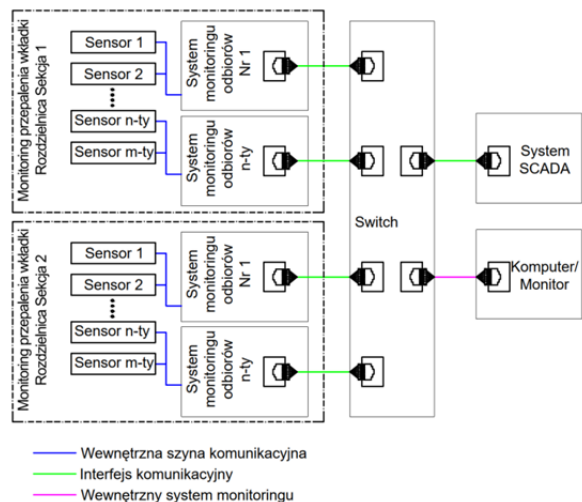 Monitoring przepalenia wkładki
Rozdzielnica Sekcja 1
Sensor 1
Sensor 2
Sensor n-ty
Sensor m-ty
System
monitoringu
odbiorów
Nr 1
System
monitoringu
odbiorów
n-ty
Monitoring przepalenia wkładki
Rozdzielnica Sekcja 2
Sensor 1
Sensor 2
Sensor n-ty
Sensor m-ty
System
monitoringu
odbiorów
Nr 1
System
monitoringu
odbiorów
n-ty
Switch
System
SCADA
Komputer/
Monitor
Wewnętrzna szyna komunikacyjna
Interfejs komunikacyjny
Wewnętrzny system monitoringu